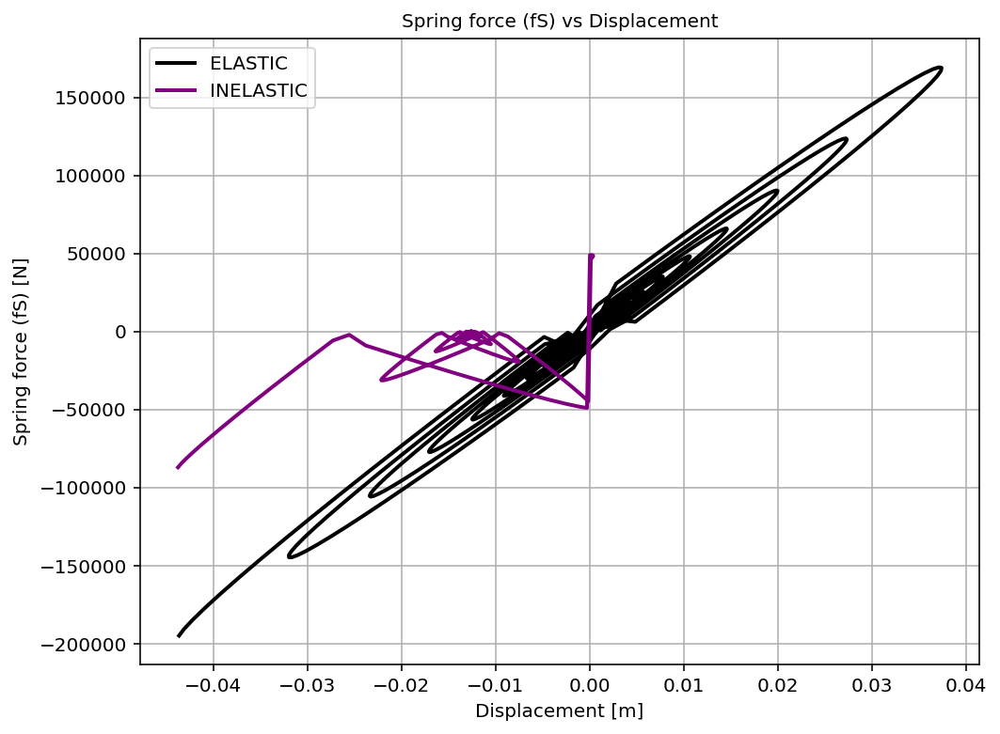 Spring force (fS) vs Displacement
ELASTIC
INELASTIC
Spring force (fS) [N]
150000
100000
50000
0
−50000
−100000
−150000
−200000
−0.04 −0.03 −0.02 −0.01 0.00 0.01 0.02 0.03 0.04
Displacement [m]